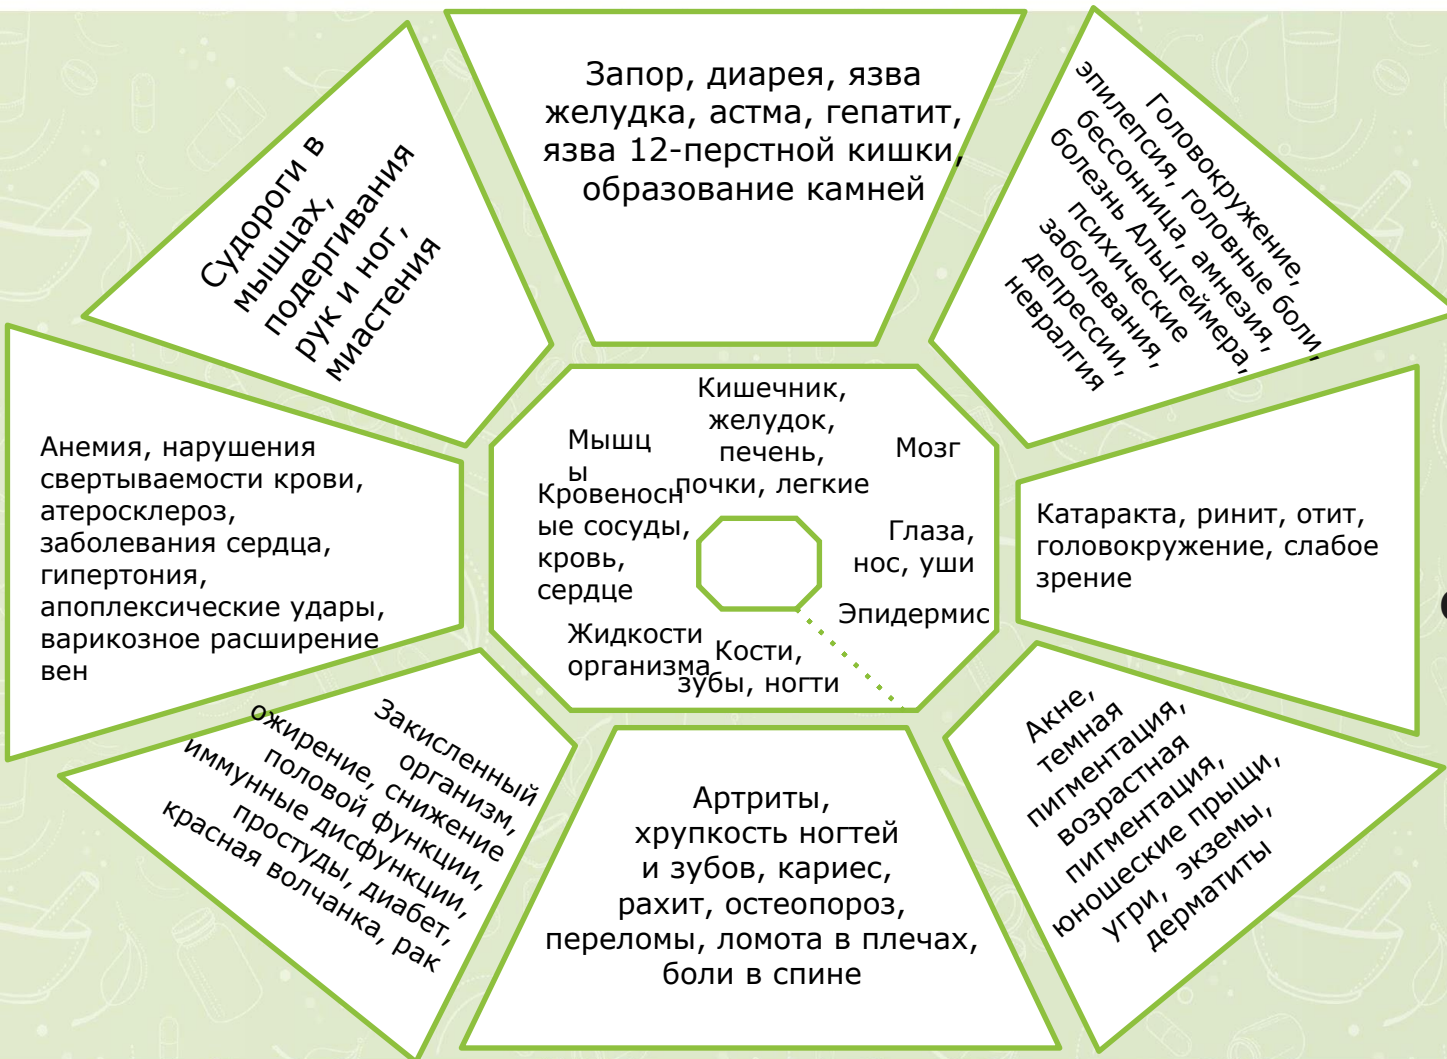 Запор, диарея, язва
желудка, астма, гепатит,
язва 12-перстной кишки,
образование камней
Судороги в
мышцах,
подергивания
рук и ног,
миастения
Головокружение,
эпилепсия, головные боли,
бессонница, амнезия,
болезнь Альцгеймера,
психические
заболевания,
депрессии,
невралгия
Анемия, нарушения
свертываемости крови,
атеросклероз,
заболевания сердца,
гипертония,
апоплексические удары,
варикозное расширение
вен
Кишечник,
желудок,
печень,
почки, легкие
Мышц
ы
Мозг
Кровеносн
ые сосуды,
кровь,
сердце
Глаза,
нос, уши
Эпидермис
Жидкости
организма
Кости,
зубы, ногти
Катаракта, ринит, отит,
головокружение, слабое
зрение
Закисленный
организм,
ожирение, снижение
половой функции,
иммунные дисфункции,
простуды, диабет,
красная волчанка, рак
Артриты,
хрупкость ногтей
и зубов, кариес,
рахит, остеопороз,
переломы, ломота в плечах,
боли в спине
Акне,
темная
пигментация,
возрастная
пигментация,
юношеские прыщи,
угри, экземы,
дерматиты